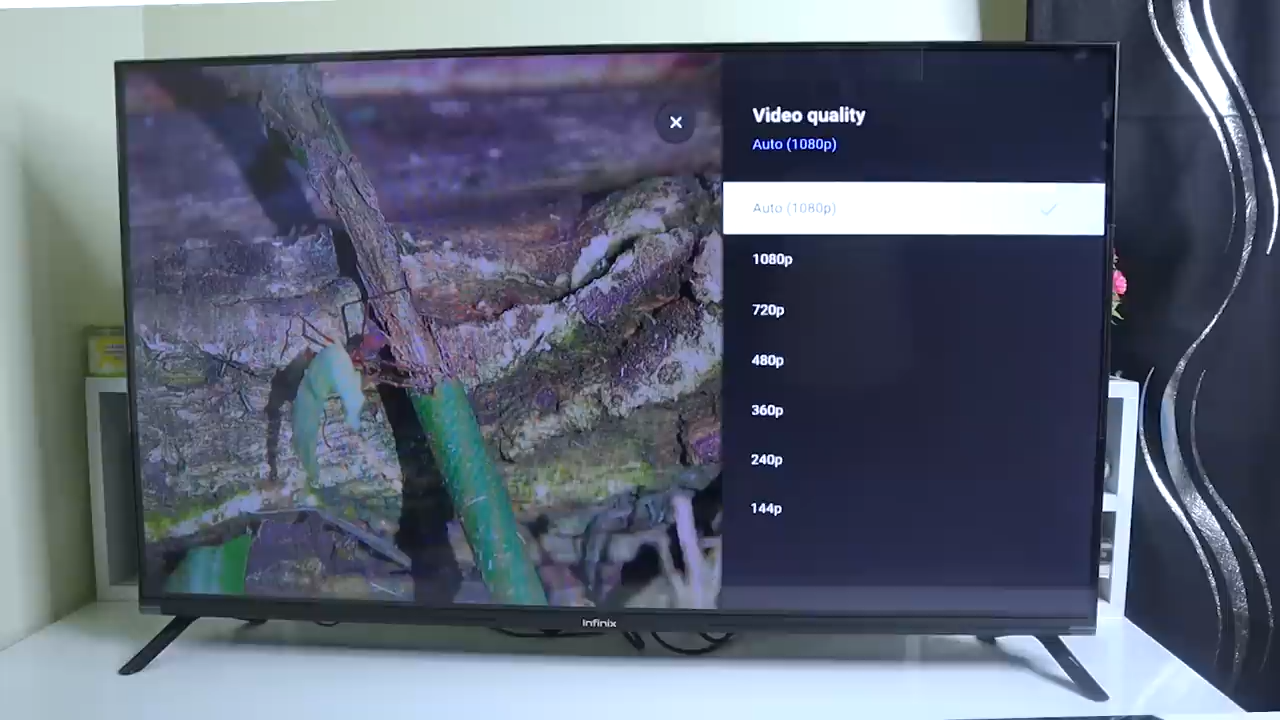 Video quality
Auto (1080p)
Auto (1080p)
1080p
720p
480p
360p
240p
144p
Infinix